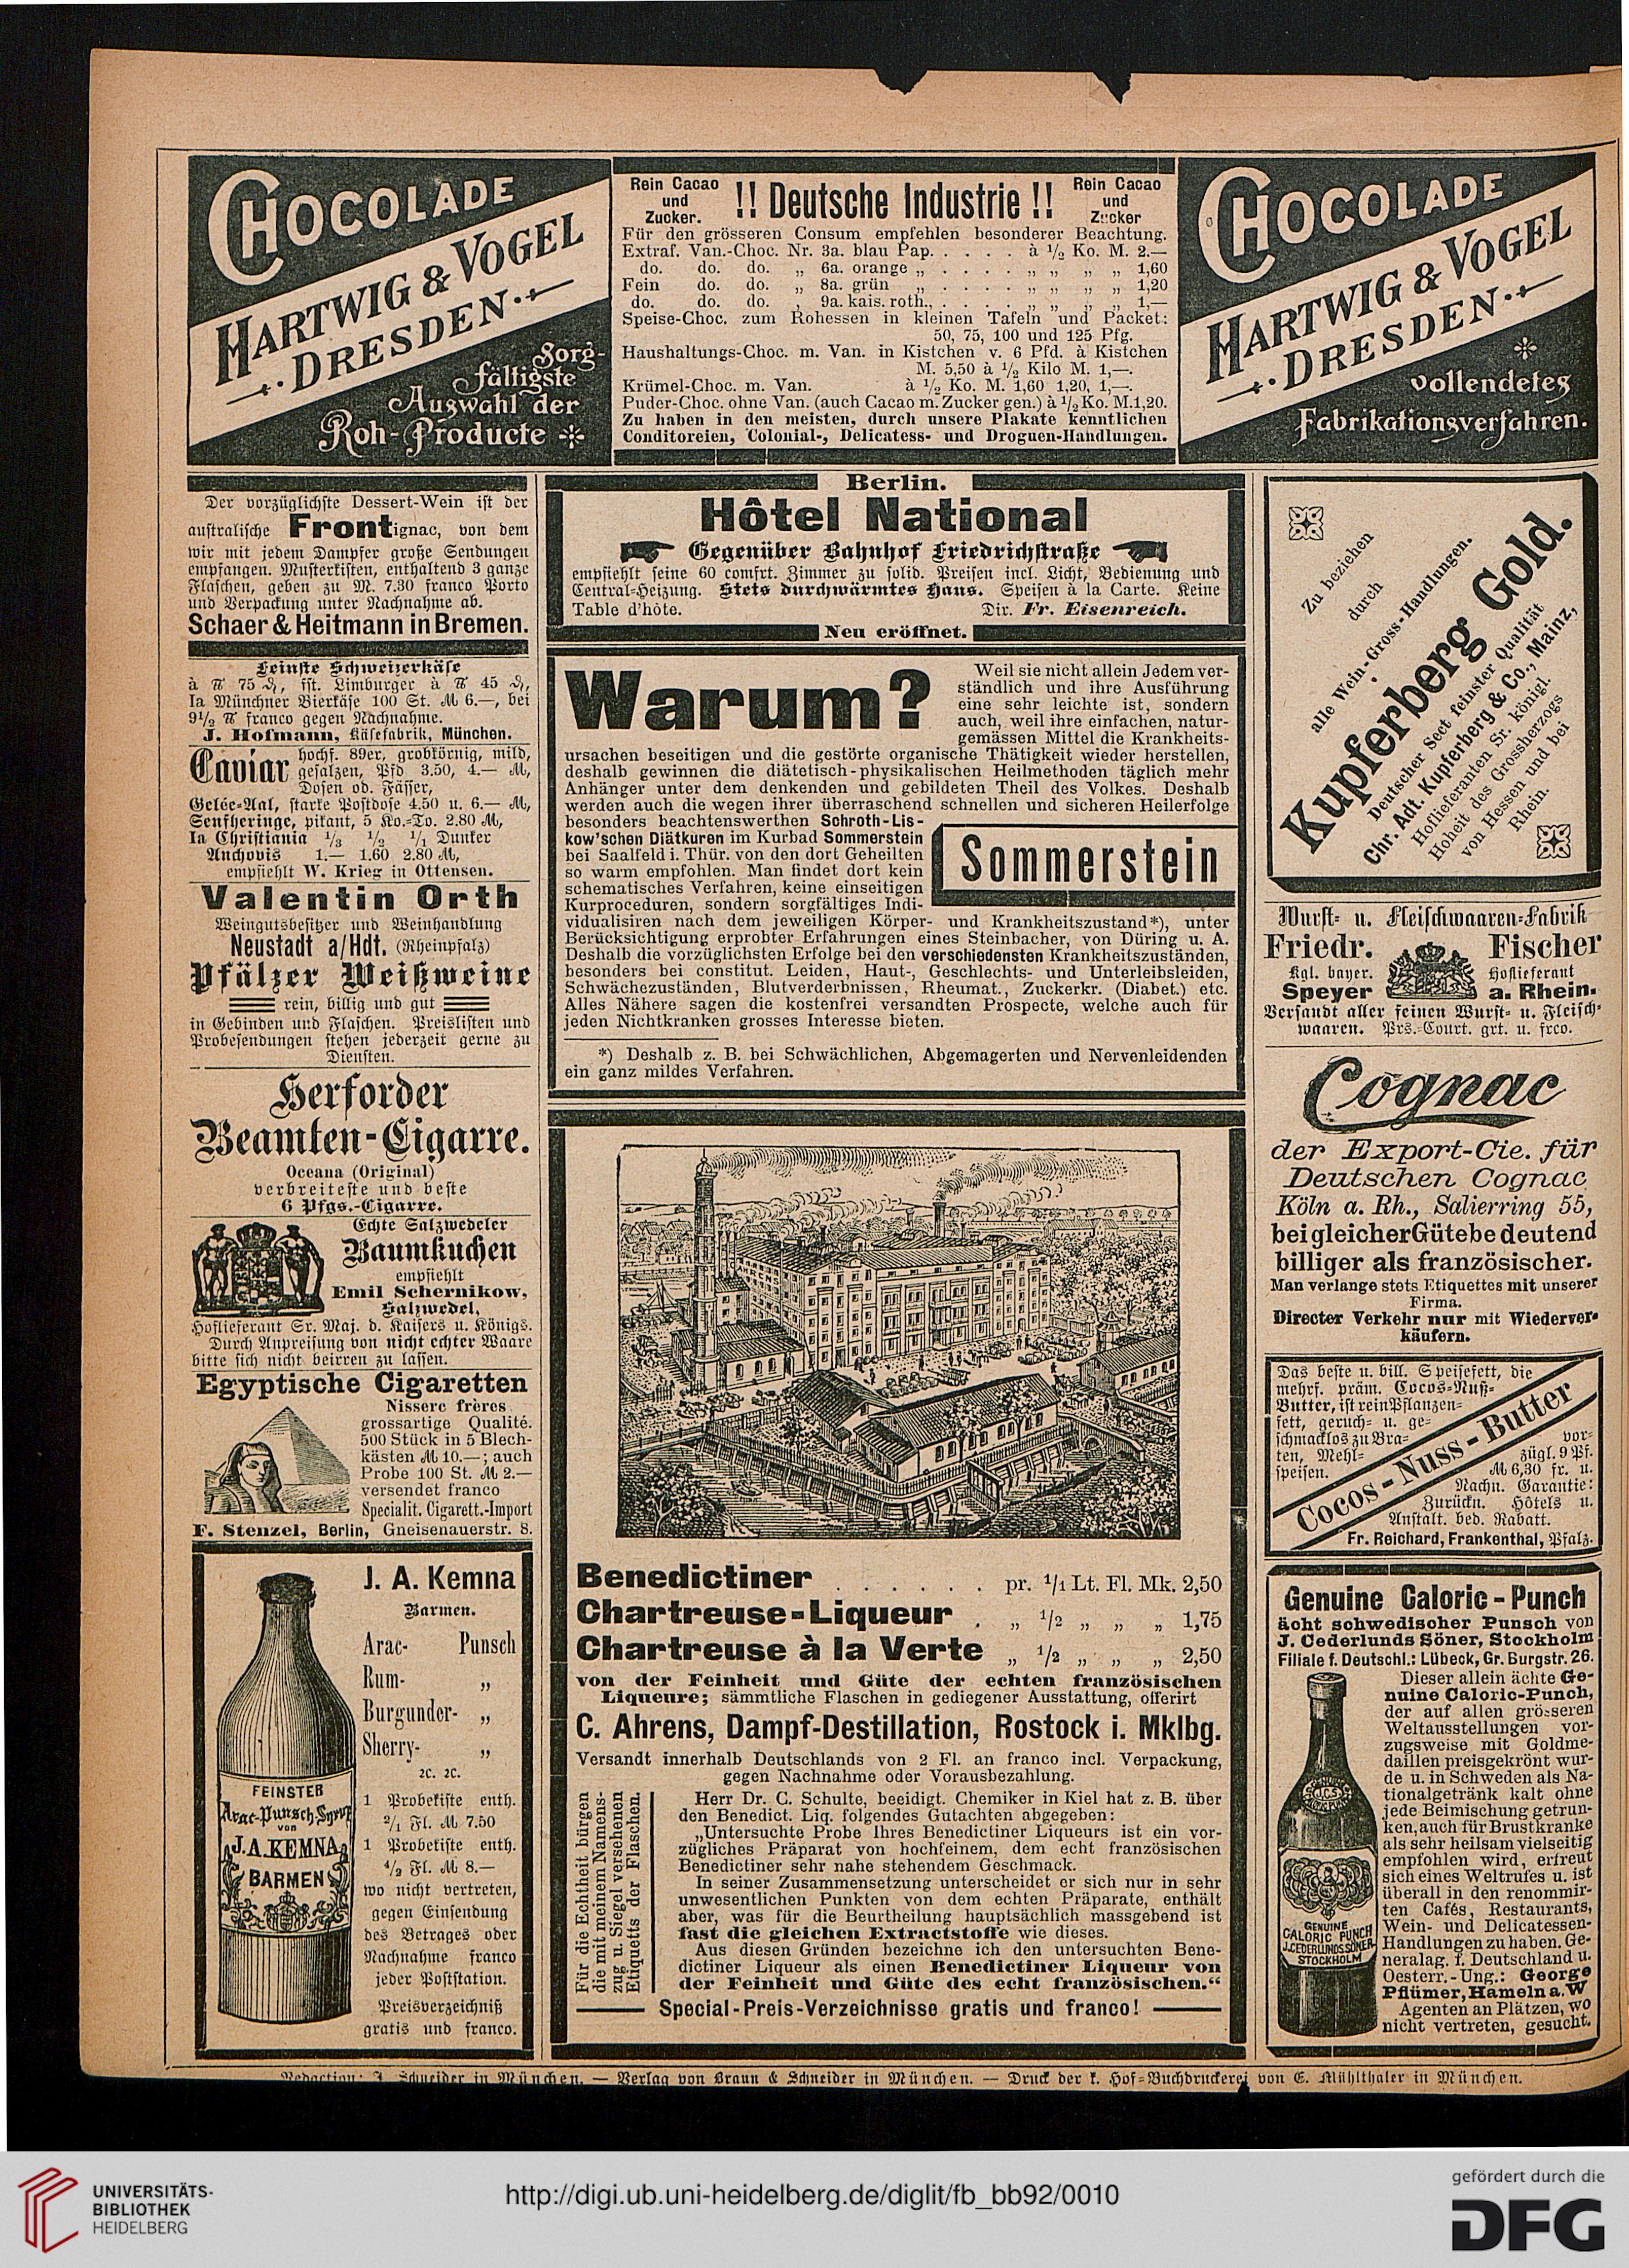 CHOCOLADE
HARTWIG & VOGEL
DRESDEN
Sorg-
fältigste
Auswahl der
Roh-Producte
Rein Cacao
und
Zucker.
!! Deutsche Industrie !!
Rein Cacao
und
Zucker
Für den grösseren Consum empfehlen besonderer Beachtung.
Extraf. Van.-Choc. Nr. 3a. blau Pap. . . . . à 1/2 Ko. M. 2.—
do. do. do. „ 6a. orange „ . . . . „ „ „ „ 1,60
Fein do. do. „ 8a. grün „ . . . . „ „ „ „ 1,20
do. do. do. „ 9a. kais. roth „ . . . . „ „ „ „ 1,—
Speise-Choc. zum Rohessen in kleinen Tafeln und Packet:
50, 75, 100 und 125 Pfg.
Haushaltungs-Choc. m. Van. in Kistchen v. 6 Pfd. à Kistchen
M. 5,50 à 1/2 Kilo M. 1,—.
Krümel-Choc. m. Van. à 1/2 Ko. M. 1,60 1,20, 1,—.
Puder-Choc. ohne Van. (auch Cacao m. Zucker gen.) à 1/2 Ko. M.1,20.
Zu haben in den meisten, durch unsere Plakate kenntlichen
Conditoreien, Colonial-, Delicatess- und Droguen-Handlungen.
CHOCOLADE
HARTWIG & VOGEL
DRESDEN
vollendetes
Fabrikationsverfahren.
Der vorzüglichste Dessert-Wein ist der
australische Frontignac, von dem
wir mit jedem Dampfer große Sendungen
empfangen. Musterkisten, enthaltend 3 ganze
Flaschen, geben zu M. 7.30 franco Porto
und Verpackung unter Nachnahme ab.
Schaer & Heitmann in Bremen.
Feinste Schweizerkäse
à ℔ 75 ₰, fst. Limburger à ℔ 45 ₰,
Ia Münchner Bierkäse 100 St. ℳ 6.—, bei
9 1/2 ℔ franco gegen Nachnahme.
J. Hofmann, Käsefabrik, München.
Caviar hochf. 89er, grobkörnig, mild,
gesalzen, Pfd 3.50, 4.— ℳ,
Dosen od. Fässer,
Gelée-Aal, starke Postdose 4.50 u. 6.— ℳ,
Senfheringe, pikant, 5 Ko.-To. 2.80 ℳ,
Ia Christiania 1/3 1/2 1/1 Dunker
Anchovis 1.— 1.60 2.80 ℳ,
empfiehlt W. Krieg in Ottensen.
Valentin Orth
Weingutsbesitzer und Weinhandlung
Neustadt a/Hdt. (Rheinpfalz)
Pfälzer Weißweine
rein, billig und gut
in Gebinden und Flaschen. Preislisten und
Probesendungen stehen jederzeit gerne zu
Diensten.
Herforder
Beamten-Cigarre.
Oceana (Original)
verbreiteste und beste
6 Pfgs.-Cigarre.
Echte Salzwedeler
Baumkuchen
empfiehlt
Emil Schernikow,
Salzwedel,
Hoflieferant Sr. Maj. d. Kaisers u. Königs.
Durch Anpreisung von nicht echter Waare
bitte sich nicht beirren zu lassen.
Egyptische Cigaretten
Nissere frères
grossartige Qualité.
500 Stück in 5 Blech-
kästen ℳ 10.—; auch
Probe 100 St. ℳ 2.—
versendet franco
Specialit. Cigarett.-Import
F. Stenzel, Berlin, Gneisenauerstr. 8.
J. A. Kemna
Barmen.
Arac- Punsch
Rum- „
Burgunder- „
Sherry- „
ꝛc. ꝛc.
1 Probekiste enth.
2/1 Fl. ℳ 7.50
1 Probekiste enth.
4/2 Fl. ℳ 8.—
wo nicht vertreten,
gegen Einsendung
des Betrages oder
Nachnahme franco
jeder Poststation.
Preisverzeichniß
gratis und franco.
FEINSTER
Arac-Punsch Syrup
von
J.A. KEMNA
BARMEN
Berlin.
Hôtel National
Gegenüber Bahnhof Friedrichstraße
empfiehlt seine 60 comfrt. Zimmer zu solid. Preisen incl. Licht, Bedienung und
Central-Heizung. Stets durchwärmtes Haus. Speisen à la Carte. Keine
Table d'hôte. Dir. Fr. Eisenreich.
Neu eröffnet.
Warum?
Weil sie nicht allein Jedem ver-
ständlich und ihre Ausführung
eine sehr leichte ist, sondern
auch, weil ihre einfachen, natur-
gemässen Mittel die Krankheits-
ursachen beseitigen und die gestörte organische Thätigkeit wieder herstellen,
deshalb gewinnen die diätetisch-physikalischen Heilmethoden täglich mehr
Anhänger unter dem denkenden und gebildeten Theil des Volkes. Deshalb
werden auch die wegen ihrer überraschend schnellen und sicheren Heilerfolge
besonders beachtenswerthen Schroth-Lis-
kow'schen Diätkuren im Kurbad Sommerstein
bei Saalfeld i. Thür. von den dort Geheilten
so warm empfohlen. Man findet dort kein
schematisches Verfahren, keine einseitigen
Kurproceduren, sondern sorgfältiges Indi-
Sommerstein
vidualisiren nach dem jeweiligen Körper- und Krankheitszustand*), unter
Berücksichtigung erprobter Erfahrungen eines Steinbacher, von Düring u. A.
Deshalb die vorzüglichsten Erfolge bei den verschiedensten Krankheitszuständen,
besonders bei constitut. Leiden, Haut-, Geschlechts- und Unterleibsleiden,
Schwächezuständen, Blutverderbnissen, Rheumat., Zuckerkr. (Diabet.) etc.
Alles Nähere sagen die kostenfrei versandten Prospecte, welche auch für
jeden Nichtkranken grosses Interesse bieten.
*) Deshalb z. B. bei Schwächlichen, Abgemagerten und Nervenleidenden
ein ganz mildes Verfahren.
Benedictiner . . . . . . pr. 1/1 Lt. Fl. Mk. 2,50
Chartreuse-Liqueur . „ 1/2 „ „ „ 1,75
Chartreuse à la Verte „ 1/2 „ „ „ 2,50
von der Feinheit und Güte der echten französischen
Liqueure; sämmtliche Flaschen in gediegener Ausstattung, offerirt
C. Ahrens, Dampf-Destillation, Rostock i. Mklbg.
Versandt innerhalb Deutschlands von 2 Fl. an franco incl. Verpackung,
gegen Nachnahme oder Vorausbezahlung.
Für die Echtheit bürgen
die mit meinem Namens-
zug u. Siegel versehenen
Etiquetts der Flaschen.
Herr Dr. C. Schulte, beeidigt. Chemiker in Kiel hat z. B. über
den Benedict. Liq. folgendes Gutachten abgegeben:
„Untersuchte Probe Ihres Benedictiner Liqueurs ist ein vor-
zügliches Präparat von hochfeinem, dem echt französischen
Benedictiner sehr nahe stehendem Geschmack.
In seiner Zusammensetzung unterscheidet er sich nur in sehr
unwesentlichen Punkten von dem echten Präparate, enthält
aber, was für die Beurtheilung hauptsächlich massgebend ist
fast die gleichen Extractstoffe wie dieses.
Aus diesen Gründen bezeichne ich den untersuchten Bene-
dictiner Liqueur als einen Benedictiner Liqueur von
der Feinheit und Güte des echt französischen.“
Special-Preis-Verzeichnisse gratis und franco!
Zu beziehen
durch
alle Wein-Gross-Handlungen.
Kupferberg Gold.
Deutscher Sect feinster Qualität
Chr. Adt. Kupferberg & Co., Mainz,
Hoflieferanten Sr. königl.
Hoheit des Grossherzogs
von Hessen und bei
Rhein.
Wurst- u. Fleischwaaren-Fabrik
Friedr. Fischer
Kgl. bayer. Hoflieferant
Speyer a. Rhein.
Versandt aller feinen Wurst- u. Fleisch-
waaren. Prs.-Court. grt. u. frco.
Cognac
der Export-Cie. für
Deutschen Cognac
Köln a. Rh., Salierring 55,
bei gleicher Güte bedeutend
billiger als französischer.
Man verlange stets Etiquettes mit unserer
Firma.
Directer Verkehr nur mit Wiederver-
käufern.
Das beste u. bill. Speisefett, die
mehrf. präm. Cocos-Nuß-
Butter, ist rein Pflanzen-
fett, geruch- u. ge-
schmacklos zu Bra-
ten, Mehl-
speisen.
Cocos-Nuss-Butter
vor-
zügl. 9 Pf.
ℳ 6,30 fr. u.
Nachn. Garantie:
Zurückn. Hôtels u.
Anstalt. bed. Rabatt.
Fr. Reichard, Frankenthal, Pfalz.
Genuine Caloric-Punch
ächt schwedischer Punsch von
J. Cederlunds Söner, Stockholm
Filiale f. Deutschl.: Lübeck, Gr. Burgstr. 26.
Dieser allein ächte Ge-
nuine Caloric-Punch,
der auf allen grösseren
Weltausstellungen vor-
zugsweise mit Goldme-
daillen preisgekrönt wur-
de u. in Schweden als Na-
tionalgetränk kalt ohne
jede Beimischung getrun-
ken, auch für Brustkranke
als sehr heilsam vielseitig
empfohlen wird, erfreut
sich eines Weltrufes u. ist
überall in den renommir-
ten Cafés, Restaurants,
Wein- und Delicatessen-
Handlungen zu haben. Ge-
neralag. f. Deutschland u.
Oesterr.-Ung.: George
Pflümer, Hameln a. W
Agenten an Plätzen, wo
nicht vertreten, gesucht.
GENUINE
CALORIC PUNCH
J. CEDERLUNDS SÖNER
STOCKHOLM
Redaction: J. Schneider in München. — Verlag von Braun & Schneider in München. — Druck der k. Hof-Buchdruckerei von E. Mühlthaler in München.
UNIVERSITÄTS-
BIBLIOTHEK
HEIDELBERG
http://digi.ub.uni-heidelberg.de/diglit/fb_bb92/0010
gefördert durch die
DFG